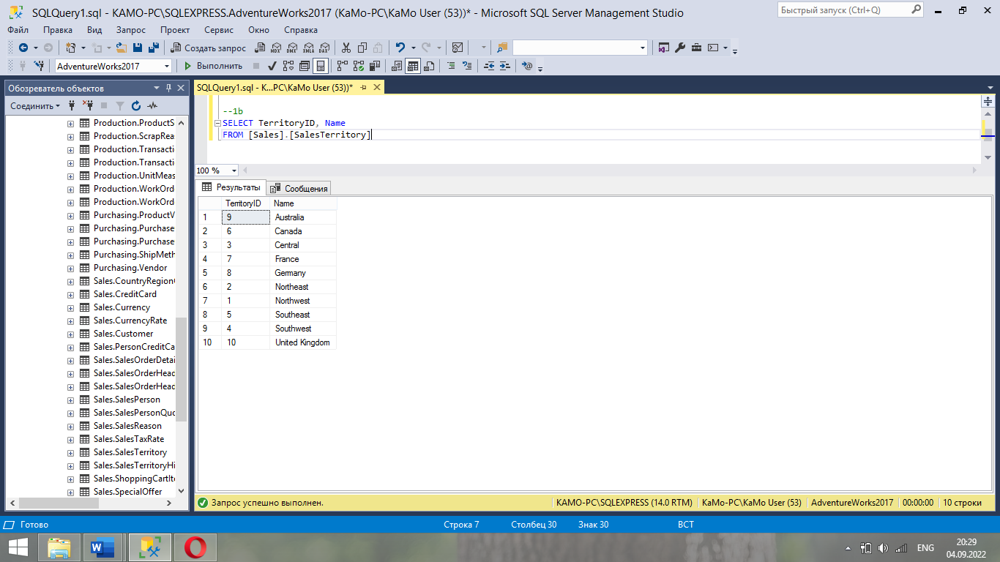 SQLQuery1.sql - KAMO-PC\SQLEXPRESS.AdventureWorks2017 (KaMo-PC\KaMo User (53))* - Microsoft SQL Server Management Studio
Быстрый запуск (Ctrl+Q)
Файл Правка Вид Запрос Проект Сервис Окно Справка
Создать запрос MDX DMX XMLA DAX
AdventureWorks2017 Выполнить
Обозреватель объектов
Соединить
Production.ProductS
Production.ScrapRea
Production.Transacti
Production.Transacti
Production.UnitMeas
Production.WorkOrd
Production.WorkOrd
Purchasing.ProductV
Purchasing.Purchase
Purchasing.Purchase
Purchasing.ShipMeth
Purchasing.Vendor
Sales.CountryRegion
Sales.CreditCard
Sales.Currency
Sales.CurrencyRate
Sales.Customer
Sales.PersonCreditCa
Sales.SalesOrderDetai
Sales.SalesOrderHead
Sales.SalesOrderHead
Sales.SalesPerson
Sales.SalesPersonQuo
Sales.SalesReason
Sales.SalesTaxRate
Sales.SalesTerritory
Sales.SalesTerritoryHi
Sales.ShoppingCartIte
Sales.SpecialOffer
SQLQuery1.sql - K...PC\KaMo User (53))*
--1b
SELECT TerritoryID, Name
FROM [Sales].[SalesTerritory]
100 %
Результаты Сообщения
TerritoryID Name
1 9 Australia
2 6 Canada
3 3 Central
4 7 France
5 8 Germany
6 2 Northeast
7 1 Northwest
8 5 Southeast
9 4 Southwest
10 10 United Kingdom
Запрос успешно выполнен. KAMO-PC\SQLEXPRESS (14.0 RTM) KaMo-PC\KaMo User (53) AdventureWorks2017 00:00:00 10 строки
Готово Строка 7 Столбец 30 Знак 30 ВСТ
ENG
20:29
04.09.2022